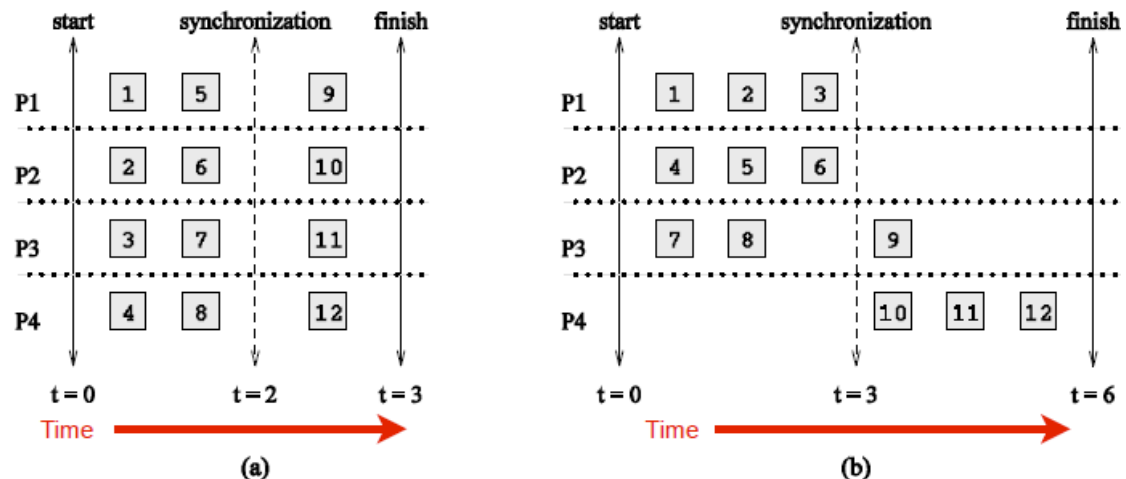 start synchronization finish
P1 1 5 9
P2 2 6 10
P3 3 7 11
P4 4 8 12
t = 0 t = 2 t = 3
Time
(a)
start synchronization finish
P1 1 2 3
P2 4 5 6
P3 7 8 9
P4 10 11 12
t = 0 t = 3 t = 6
Time
(b)